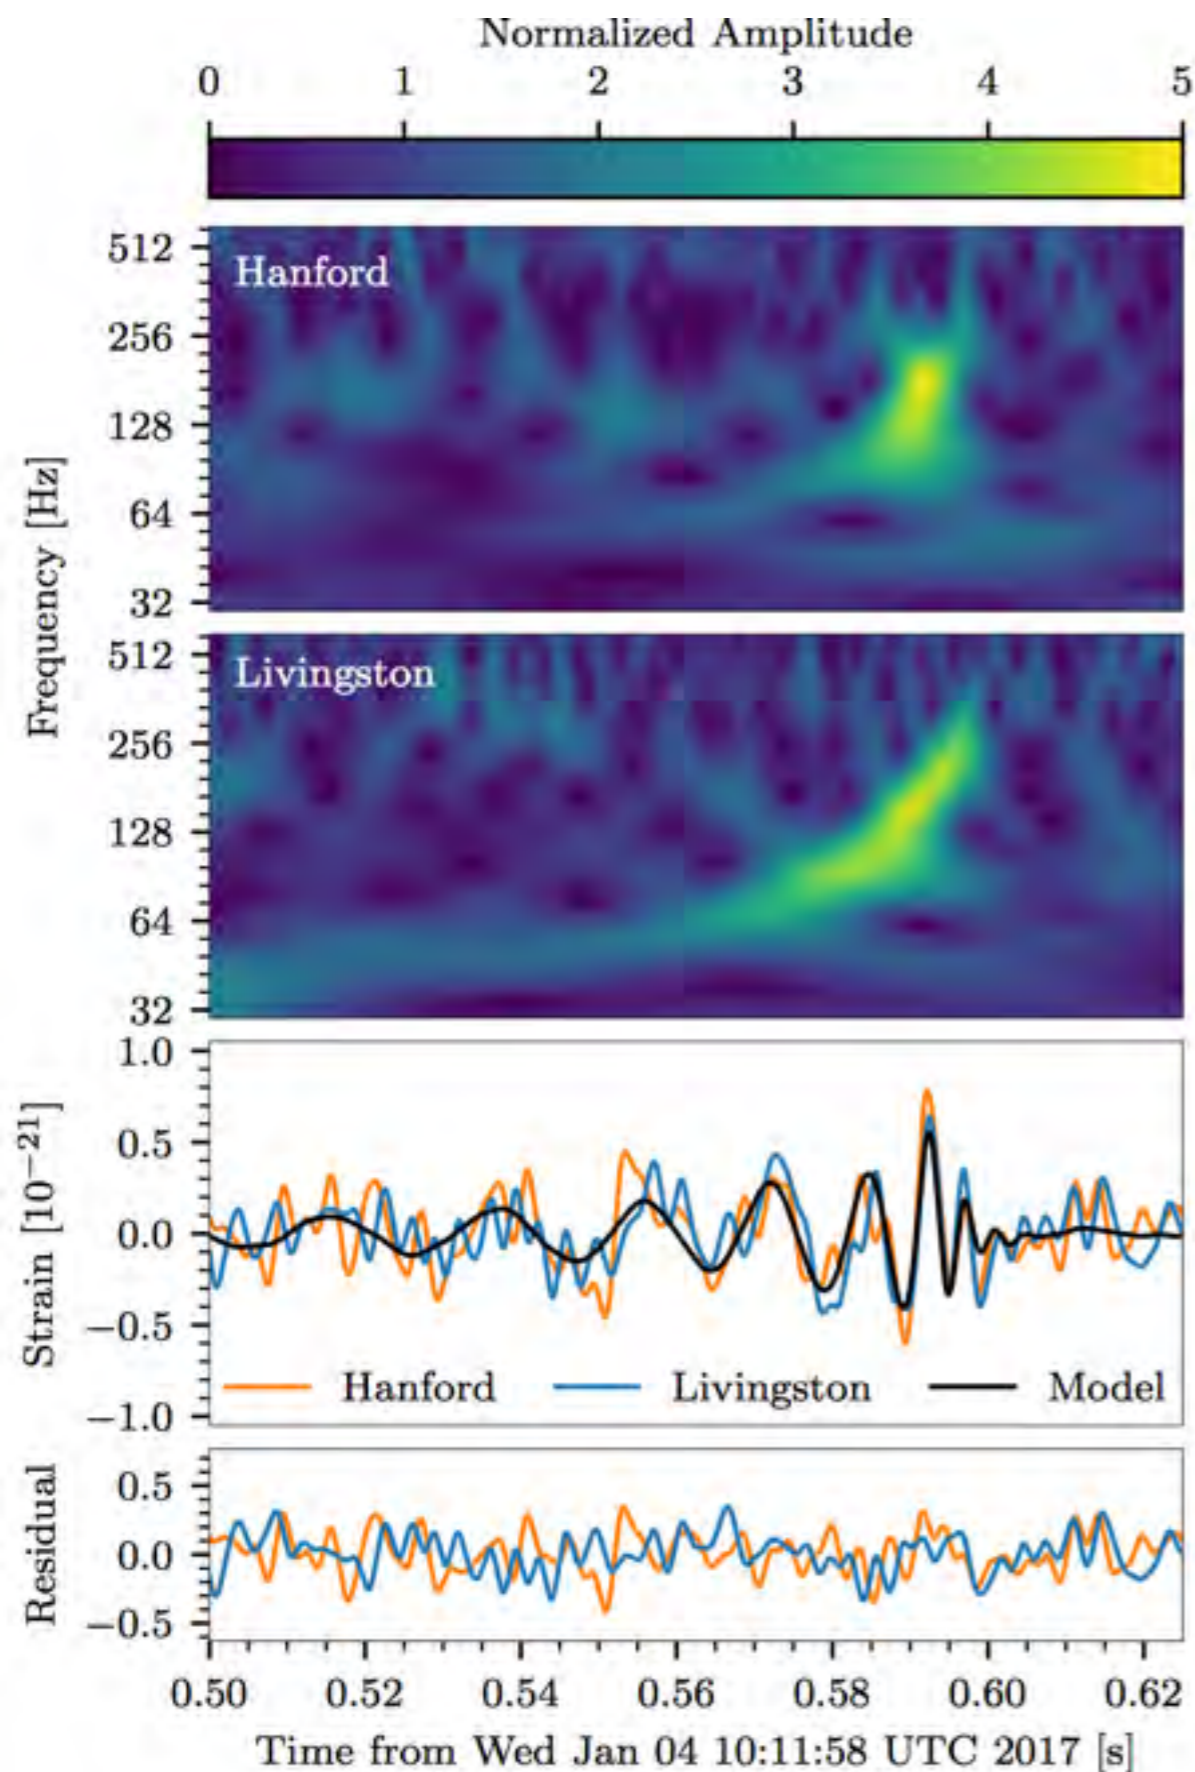 Normalized Amplitude
0 1 2 3 4 5
512
Hanford
256
128
64
32
Frequency [Hz]
512
Livingston
256
128
64
32
1.0
0.5
0.0
−0.5
−1.0
Strain [10−21]
Hanford Livingston Model
0.5
0.0
−0.5
Residual
0.50 0.52 0.54 0.56 0.58 0.60 0.62
Time from Wed Jan 04 10:11:58 UTC 2017 [s]